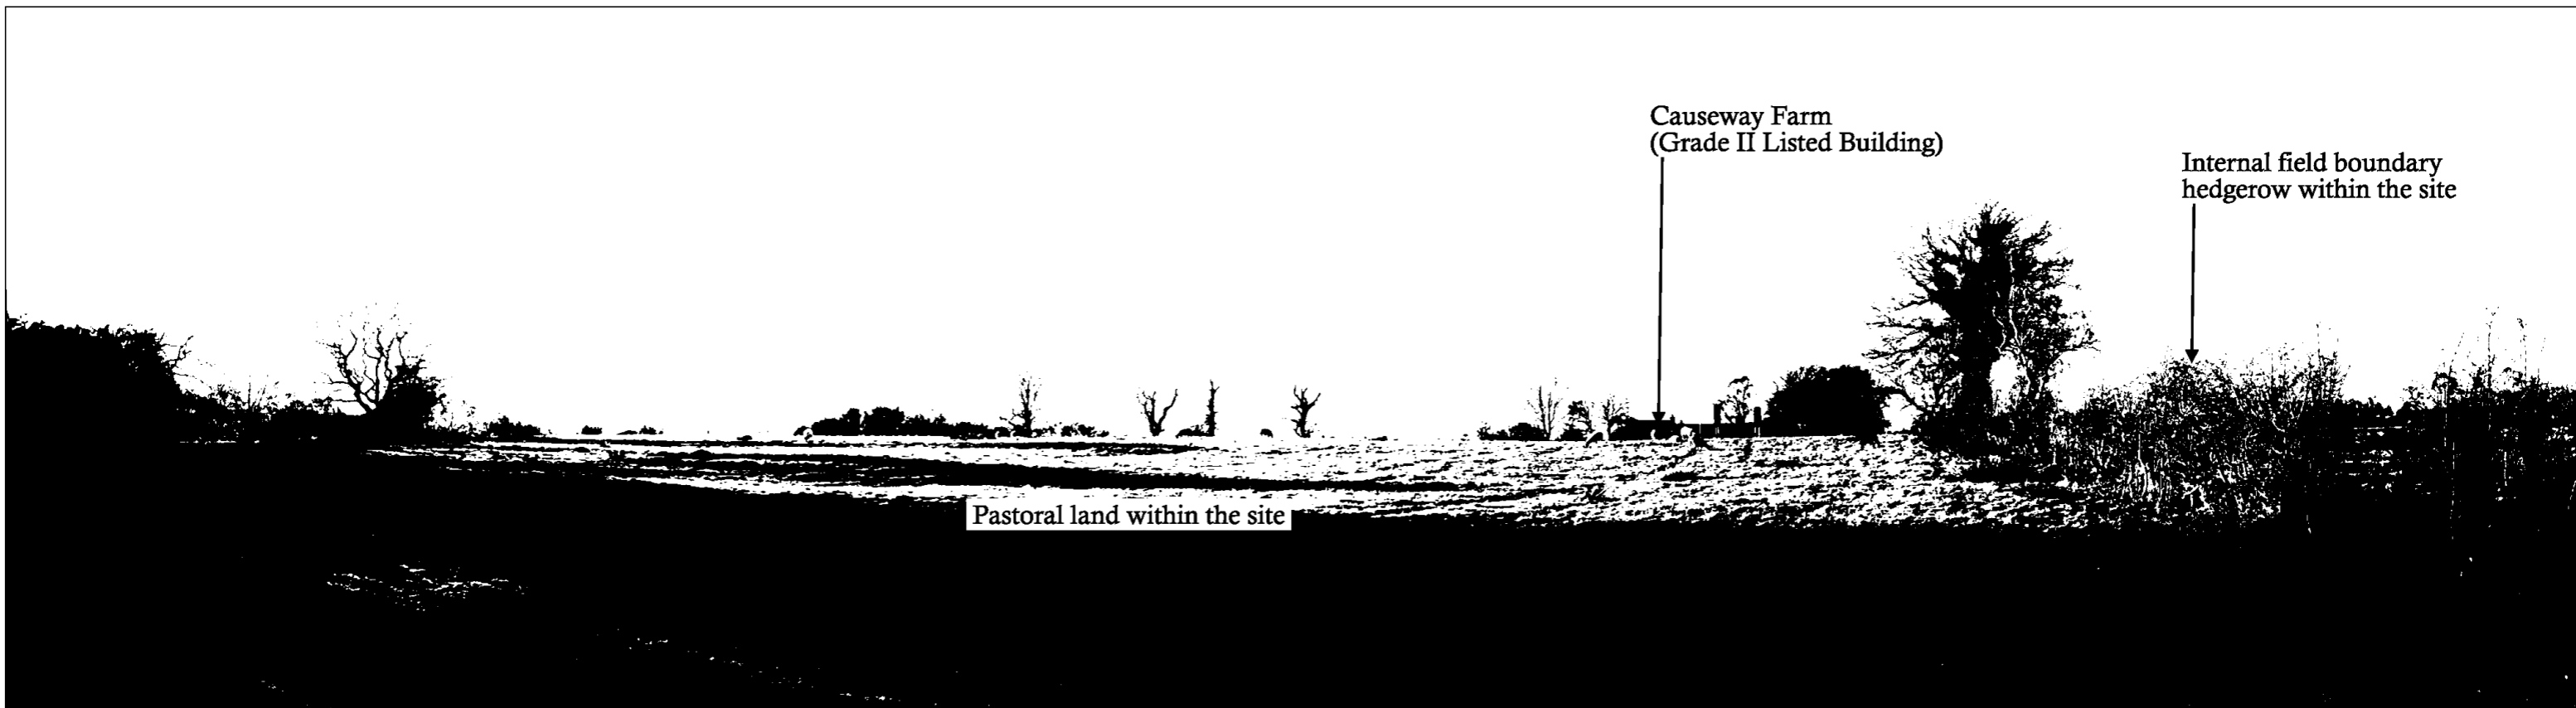 Causeway Farm
(Grade II Listed Building)
Internal field boundary
hedgerow within the site
Pastoral land within the site